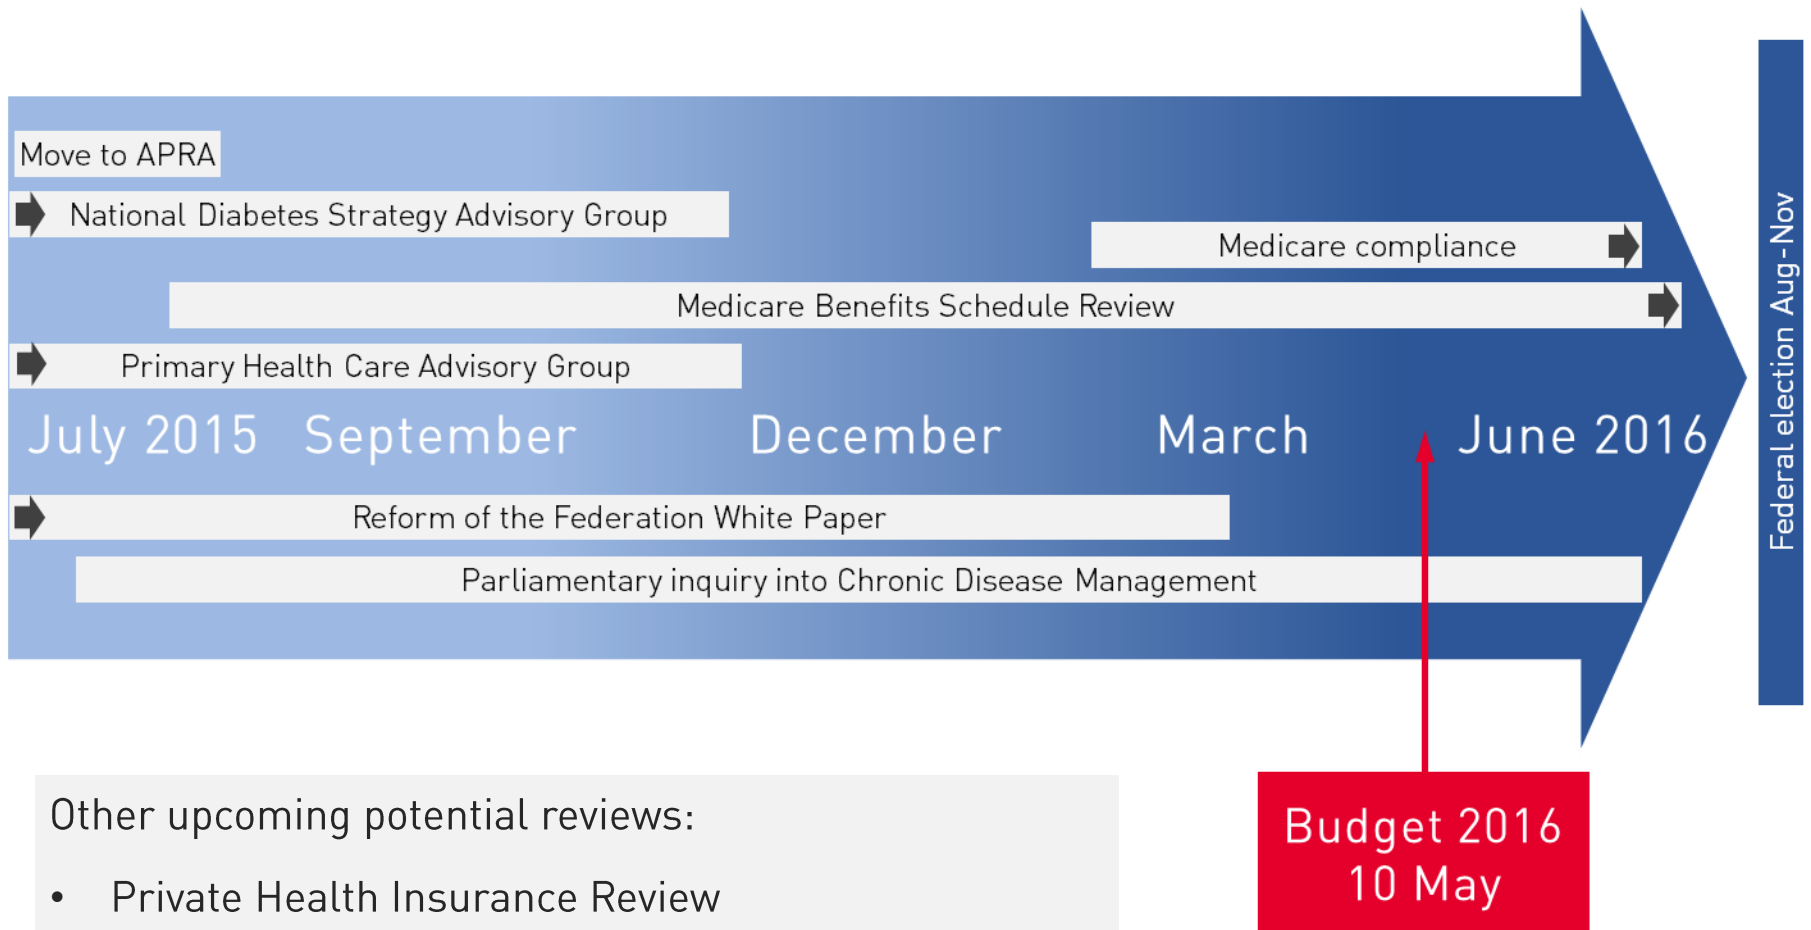 Move to APRA
National Diabetes Strategy Advisory Group
Medicare compliance
Medicare Benefits Schedule Review
Primary Health Care Advisory Group
July 2015 September December March June 2016
Reform of the Federation White Paper
Parliamentary inquiry into Chronic Disease Management
Federal election Aug-Nov
Other upcoming potential reviews:
• Private Health Insurance Review
Budget 2016
10 May